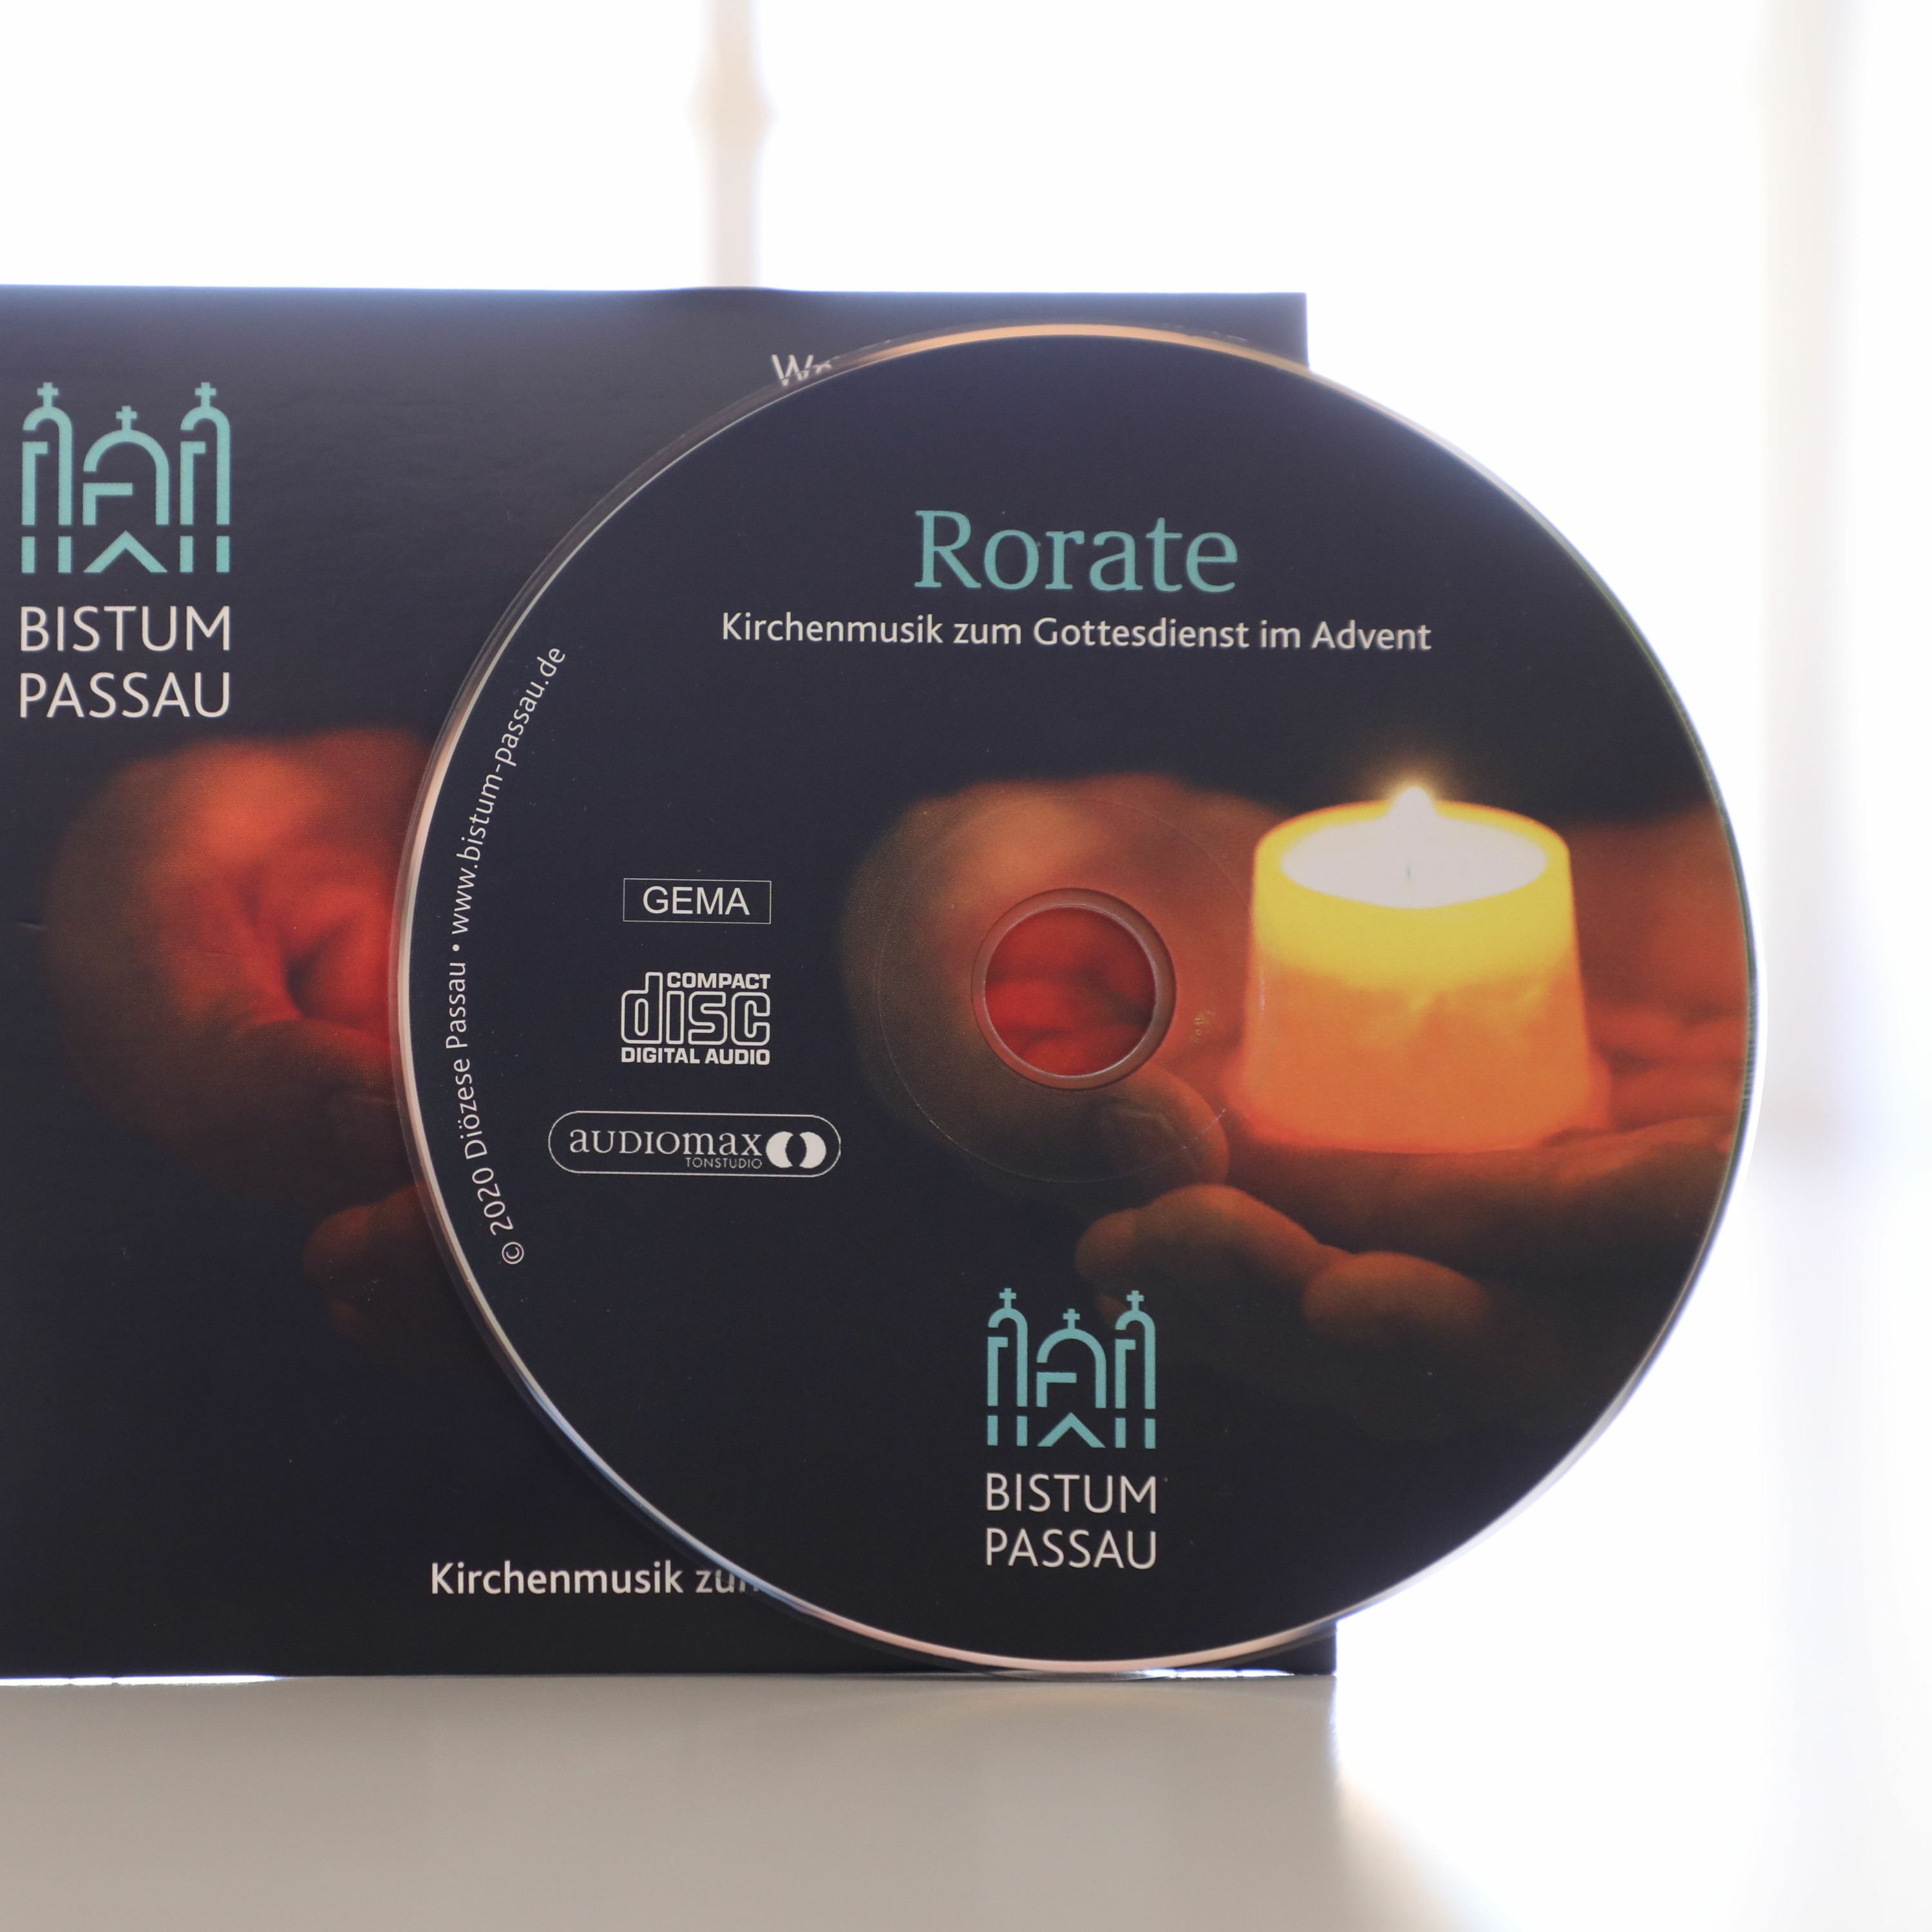 BISTUM
PASSAU
Kirchenmusik
Rorate
Kirchenmusik zum Gottesdienst im Advent
© 2020 Diözese Passau • www.bistum-passau.de
GEMA
COMPACT
disc
DIGITAL AUDIO
auDIOmax
TONSTUDIO
BISTUM
PASSAU